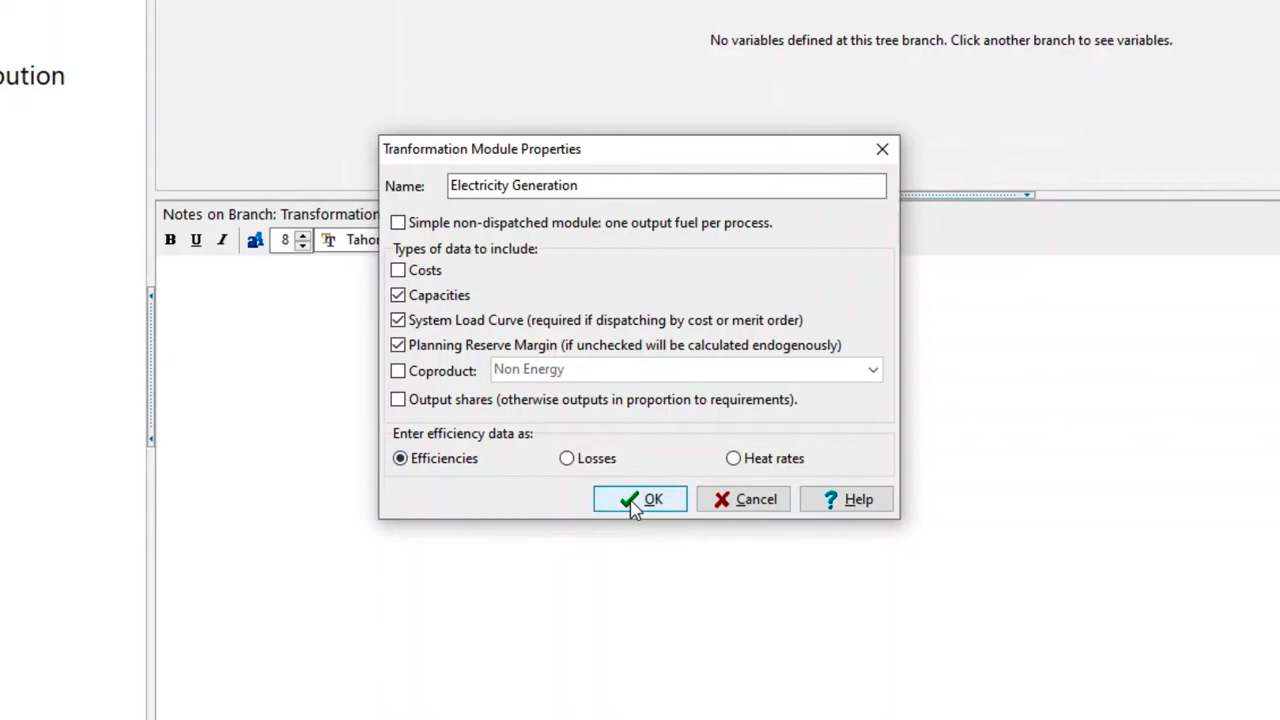 No variables defined at this tree branch. Click another branch to see variables.
Tranformation Module Properties
Name: Electricity Generation
Simple non-dispatched module: one output fuel per process.
Notes on Branch: Transformation
B U I aA 8 TT
Types of data to include:
Costs
Capacities
System Load Curve (required if dispatching by cost or merit order)
Planning Reserve Margin (if unchecked will be calculated endogenously)
Coproduct: Non Energy
Output shares (otherwise outputs in proportion to requirements).
Enter efficiency data as:
Efficiencies Losses Heat rates
OK Cancel ? Help